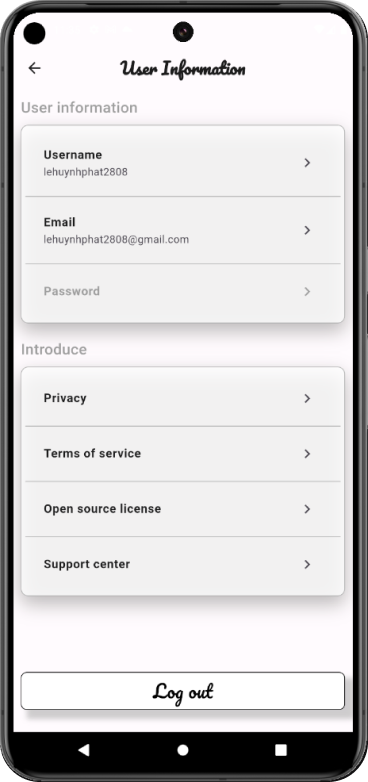 User Information
User information
Username
lehuynhphat2808
Email
lehuynhphat2808@gmail.com
Password
Introduce
Privacy
Terms of service
Open source license
Support center
Log out